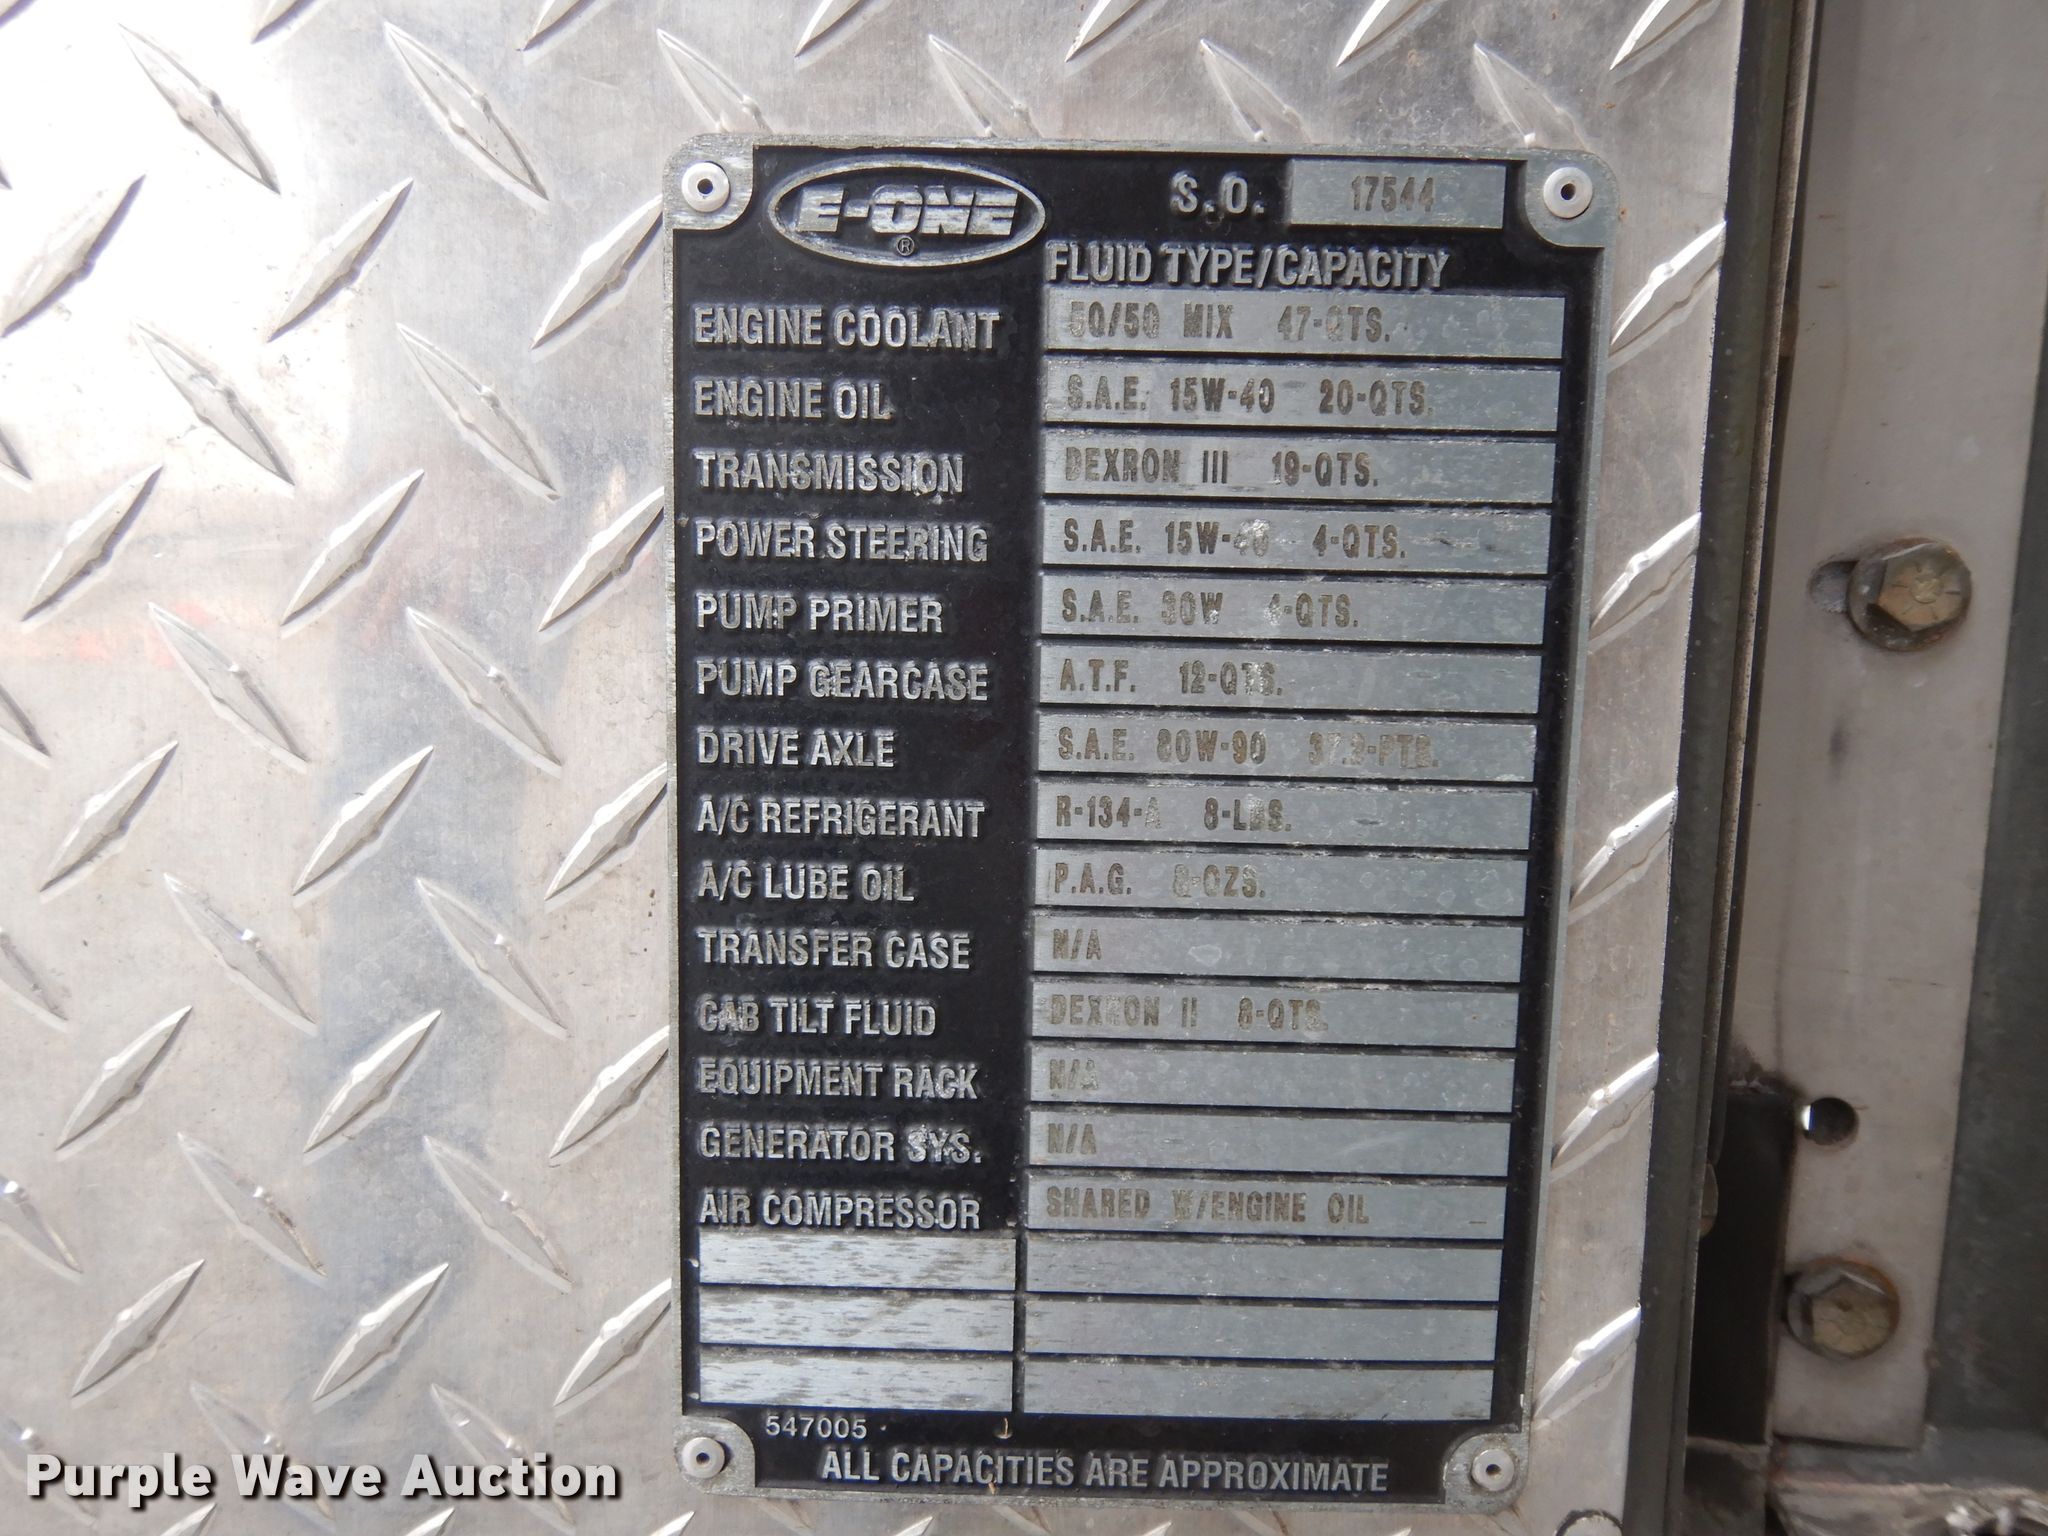 E-ONE ®
S.O. 17544
FLUID TYPE/CAPACITY
ENGINE COOLANT 50/50 MIX 47-QTS.
ENGINE OIL S.A.E. 15W-40 20-QTS.
TRANSMISSION DEXRON III 19-QTS.
POWER STEERING S.A.E. 15W-40 4-QTS.
PUMP PRIMER S.A.E. 30W 4-QTS.
PUMP GEARCASE A.T.F. 12-QTS.
DRIVE AXLE S.A.E. 80W-90
A/C REFRIGERANT R-134-A 8-LBS.
A/C LUBE OIL P.A.G. 8-OZS.
TRANSFER CASE N/A
CAB TILT FLUID DEXRON II 8-QTS.
EQUIPMENT RACK N/A
GENERATOR SYS. N/A
AIR COMPRESSOR SHARED W/ENGINE OIL
547005
ALL CAPACITIES ARE APPROXIMATE
Purple Wave Auction